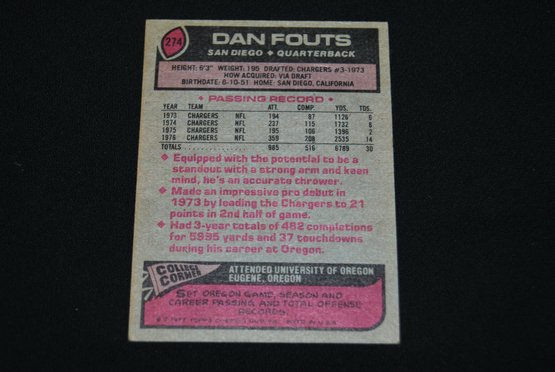 274
DAN FOUTS
SAN DIEGO ♦ QUARTERBACK
HEIGHT: 6'3" WEIGHT: 195 DRAFTED: CHARGERS #3-1973
HOW ACQUIRED: VIA DRAFT
BIRTHDATE: 6-10-51 HOME: SAN DIEGO, CALIFORNIA
♦ PASSING RECORD ♦
YEAR TEAM ATT. COMP. YDS. TDS.
1973 CHARGERS NFL 194 87 1126 6
1974 CHARGERS NFL 237 115 1732 8
1975 CHARGERS NFL 195 106 1396 2
1976 CHARGERS NFL 359 208 2535 14
TOTALS 985 516 6789 30
♦ Equipped with the potential to be a
standout with a strong arm and keen
mind, he's an accurate thrower.
♦ Made an impressive pro debut in
1973 by leading the Chargers to 21
points in 2nd half of game.
♦ Had 3-year totals of 482 completions
for 5995 yards and 37 touchdowns
during his career at Oregon.
COLLEGE
CORNER
ATTENDED UNIVERSITY OF OREGON
EUGENE, OREGON
SET OREGON GAME, SEASON AND
CAREER PASSING AND TOTAL OFFENSE
RECORDS.